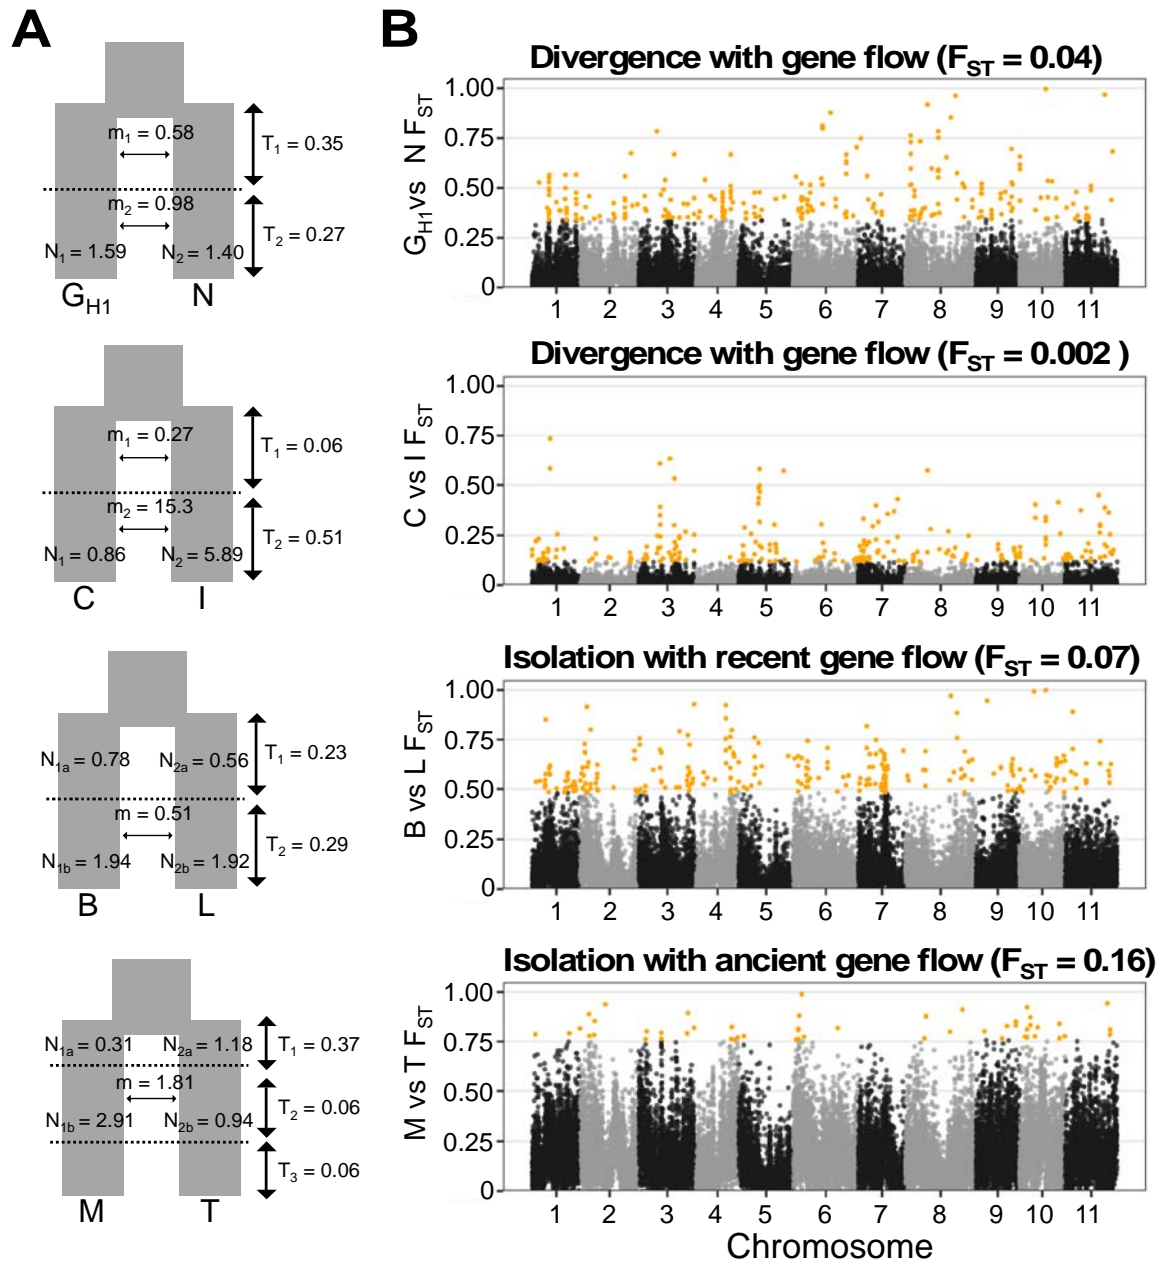 A
m1 = 0.58
T1 = 0.35
m2 = 0.98
T2 = 0.27
N1 = 1.59
N2 = 1.40
GH1
N
m1 = 0.27
T1 = 0.06
m2 = 15.3
T2 = 0.51
N1 = 0.86
N2 = 5.89
C
I
N1a = 0.78
N2a = 0.56
T1 = 0.23
m = 0.51
T2 = 0.29
N1b = 1.94
N2b = 1.92
B
L
N1a = 0.31
N2a = 1.18
T1 = 0.37
m = 1.81
T2 = 0.06
N1b = 2.91
N2b = 0.94
T3 = 0.06
M
T
B
Divergence with gene flow (FST = 0.04)
GH1 vs N FST
1.00
0.75
0.50
0.25
0
1 2 3 4 5 6 7 8 9 10 11
Divergence with gene flow (FST = 0.002 )
C vs I FST
1.00
0.75
0.50
0.25
0
1 2 3 4 5 6 7 8 9 10 11
Isolation with recent gene flow (FST = 0.07)
B vs L FST
1.00
0.75
0.50
0.25
0
1 2 3 4 5 6 7 8 9 10 11
Isolation with ancient gene flow (FST = 0.16)
M vs T FST
1.00
0.75
0.50
0.25
0
1 2 3 4 5 6 7 8 9 10 11
Chromosome